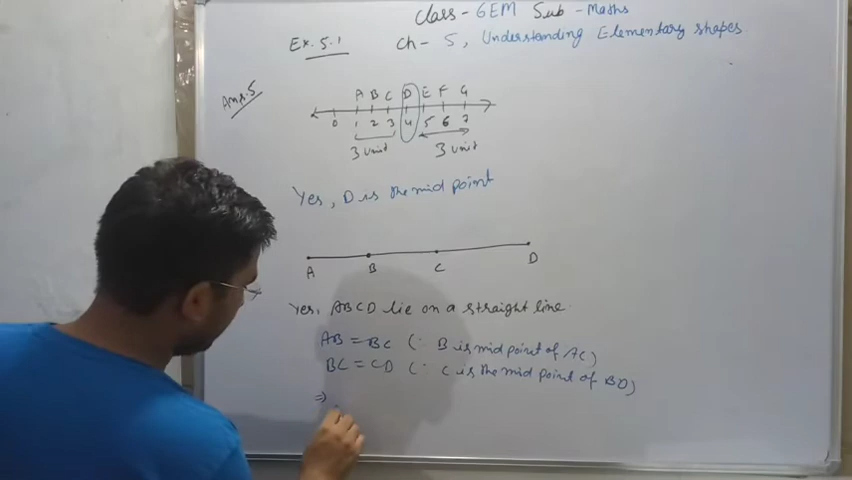 Class - 6EM Sub - Maths
Ex. 5.1 ch - 5, Understanding Elementary shapes.
Ans. 5
A B C D E F G
0 1 2 3 4 5 6 7
3 Unit 3 Unit
Yes, D is the mid point
A B C D
Yes, ABCD lie on a straight line.
AB = BC (∵ B is mid point of AC)
BC = CD (∵ C is the mid point of BD)
⇒